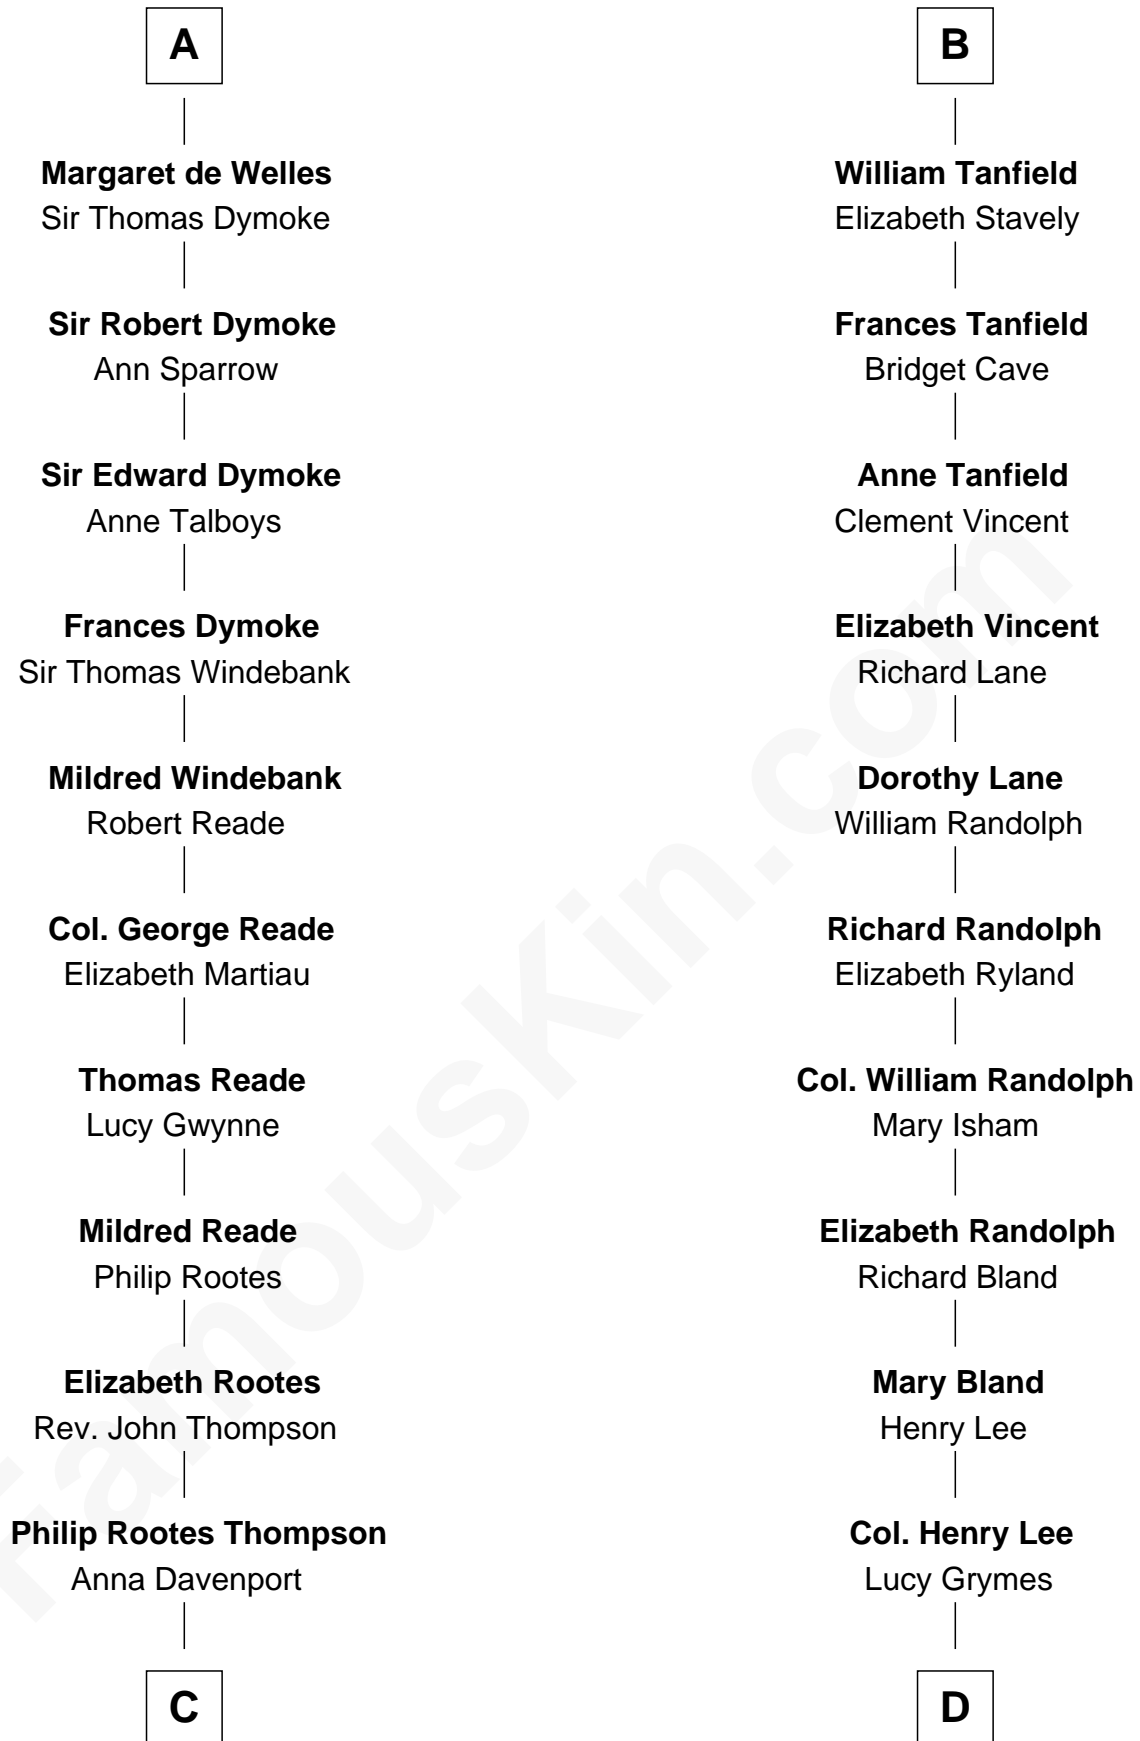 A
Margaret de Welles
Sir Thomas Dymoke
Sir Robert Dymoke
Ann Sparrow
Sir Edward Dymoke
Anne Talboys
Frances Dymoke
Sir Thomas Windebank
Mildred Windebank
Robert Reade
Col. George Reade
Elizabeth Martiau
Thomas Reade
Lucy Gwynne
Mildred Reade
Philip Rootes
Elizabeth Rootes
Rev. John Thompson
Philip Rootes Thompson
Anna Davenport
C
B
William Tanfield
Elizabeth Stavely
Frances Tanfield
Bridget Cave
Anne Tanfield
Clement Vincent
Elizabeth Vincent
Richard Lane
Dorothy Lane
William Randolph
Richard Randolph
Elizabeth Ryland
Col. William Randolph
Mary Isham
Elizabeth Randolph
Richard Bland
Mary Bland
Henry Lee
Col. Henry Lee
Lucy Grymes
D
FamousKin.com